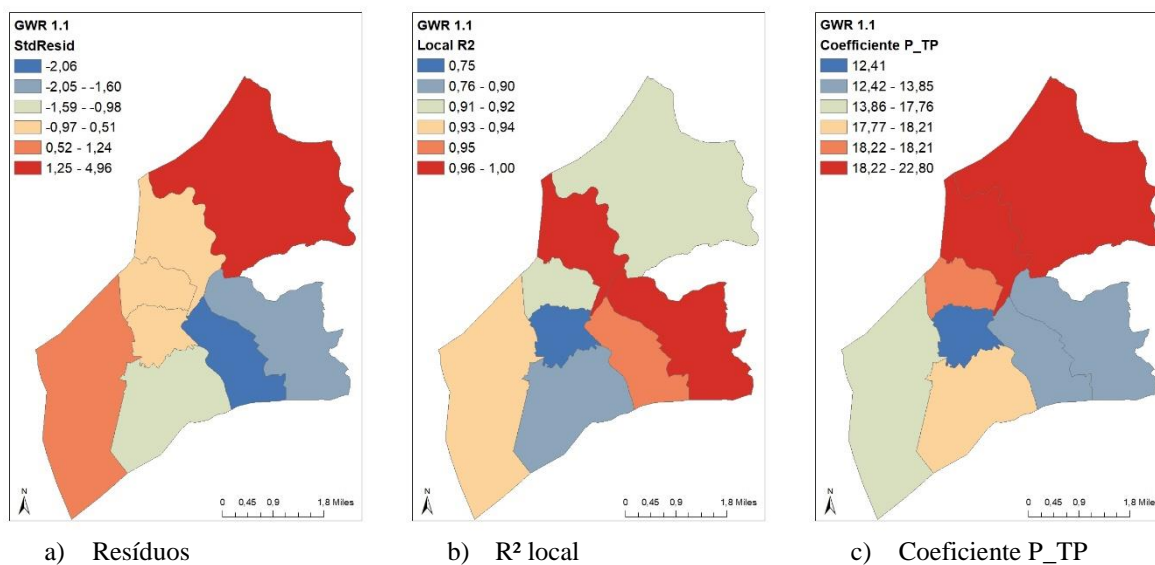 GWR 1.1
StdResid
-2,06
-2,05 - -1,60
-1,59 - -0,98
-0,97 - 0,51
0,52 - 1,24
1,25 - 4,96
N
0 0,45 0,9 1,8 Miles
GWR 1.1
Local R2
0,75
0,76 - 0,90
0,91 - 0,92
0,93 - 0,94
0,95
0,96 - 1,00
N
0 0,45 0,9 1,8 Miles
GWR 1.1
Coefficiente P_TP
12,41
12,42 - 13,85
13,86 - 17,76
17,77 - 18,21
18,22 - 18,21
18,22 - 22,80
N
0 0,45 0,9 1,8 Miles
a) Resíduos
b) R² local
c) Coeficiente P_TP